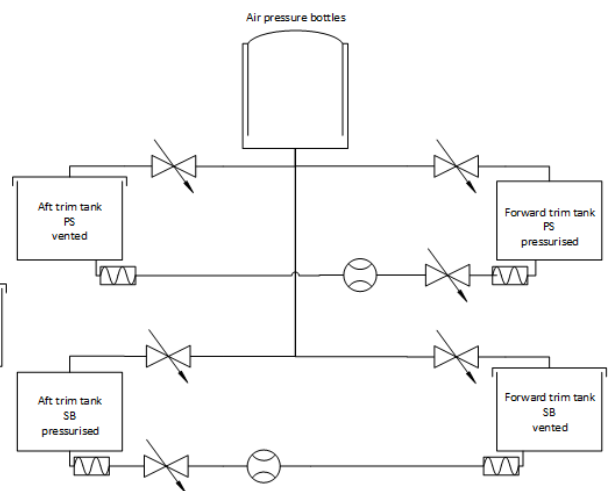 Air pressure bottles
Aft trim tank
PS
vented
Forward trim tank
PS
pressurised
Aft trim tank
SB
pressurised
Forward trim tank
SB
vented